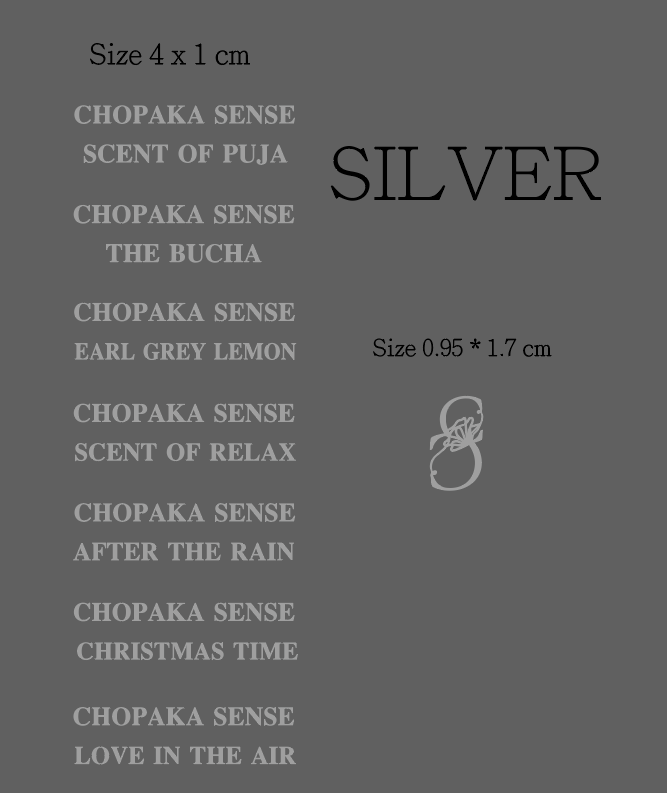 Size 4 x 1 cm
CHOPAKA SENSE
SCENT OF PUJA
SILVER
CHOPAKA SENSE
THE BUCHA
CHOPAKA SENSE
EARL GREY LEMON
Size 0.95 * 1.7 cm
CHOPAKA SENSE
SCENT OF RELAX
CHOPAKA SENSE
AFTER THE RAIN
CHOPAKA SENSE
CHRISTMAS TIME
CHOPAKA SENSE
LOVE IN THE AIR